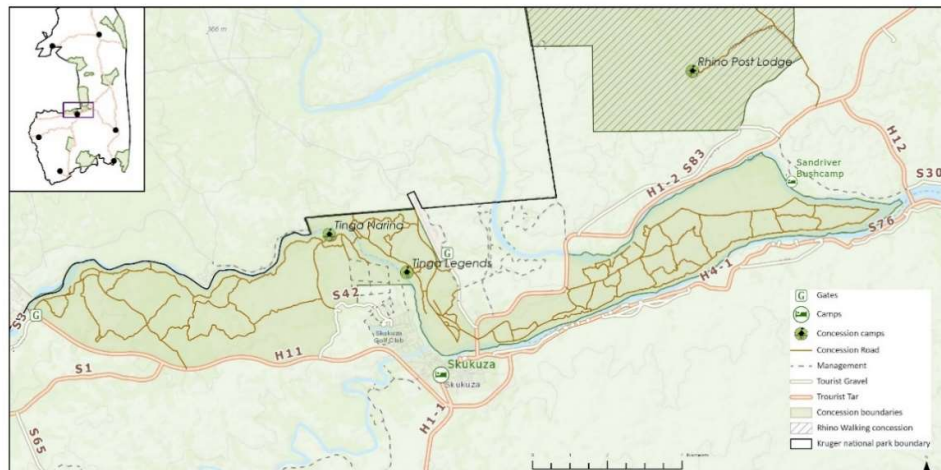 300 m
Rhino Post Lodge
H12
Sandriver
Bushcamp
S30
H1-2 S83
S76
H4-1
Tinga Narina
G
Tinga Legends
S42
S3
G
Skukuza
Golf Club
H11
S1
Skukuza
Skukuza
H1-1
S65
G
Gates
Camps
Concession camps
Concession Road
Management
Tourist Gravel
Trourist Tar
Concession boundaries
Rhino Walking concession
Kruger national park boundary